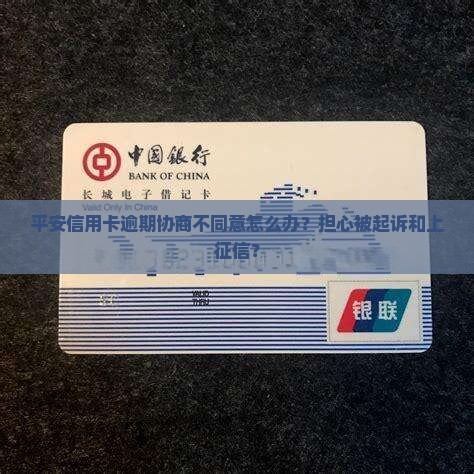 中国银行
BANK OF CHINA
长城电子借记卡
Valid Only In China
平安信用卡逾期协商不同意怎么办？担心被起诉和上
征信？
VALID
THRU
银联